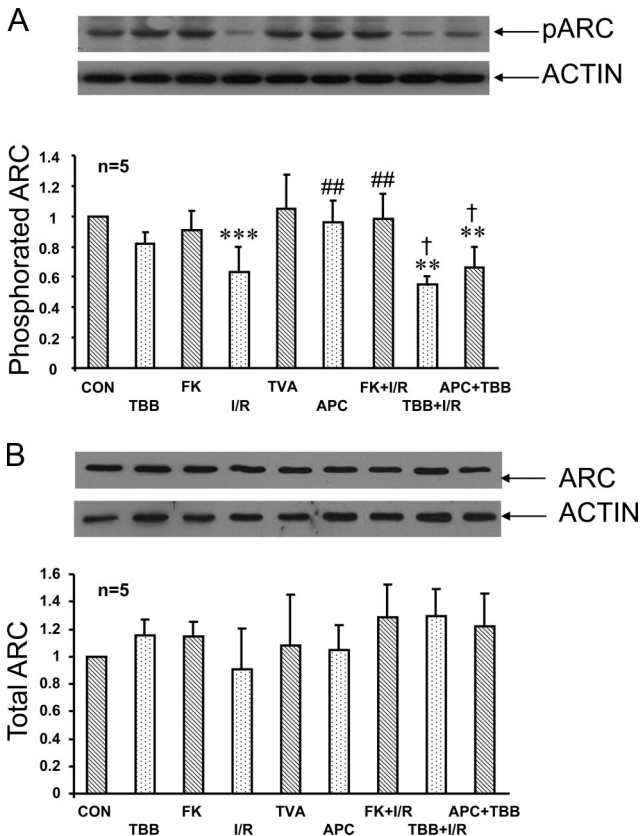 A
pARC
ACTIN
Phosphorated ARC
1.4
1.2
1
0.8
0.6
0.4
0.2
0
n=5
***
##
##
†
**
†
**
CON
TBB
FK
I/R
TVA
APC
FK+I/R
TBB+I/R
APC+TBB
B
ARC
ACTIN
Total ARC
1.6
1.4
1.2
1
0.8
0.6
0.4
0.2
0
n=5
CON
TBB
FK
I/R
TVA
APC
FK+I/R
TBB+I/R
APC+TBB